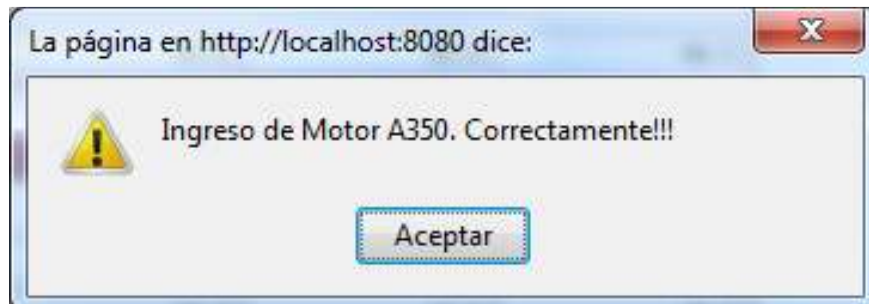 La página en http://localhost:8080 dice:
Ingreso de Motor A350. Correctamente!!!
Aceptar